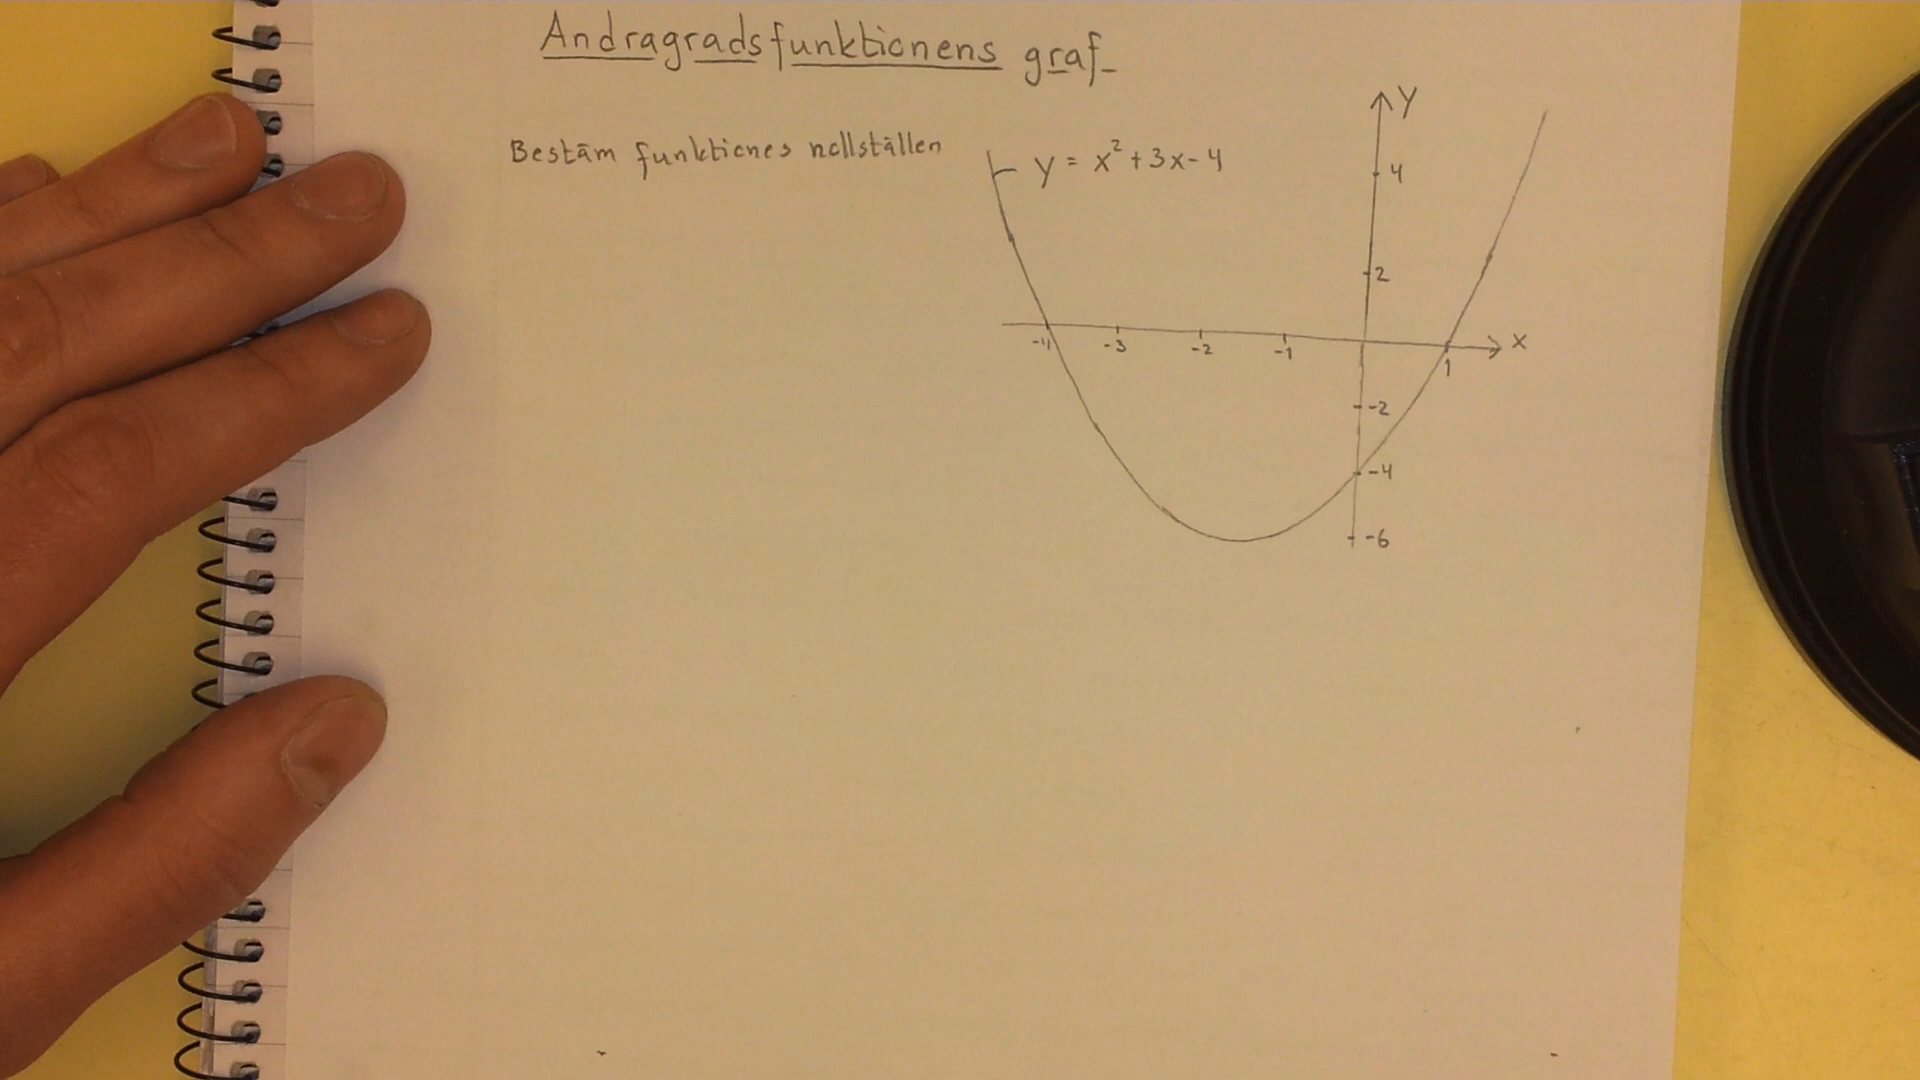 Andragradsfunktionens graf
Bestäm funktiones nollställen
y = x² + 3x - 4
y
4
2
-4 -3 -2 -1 1 x
-2
-4
-6